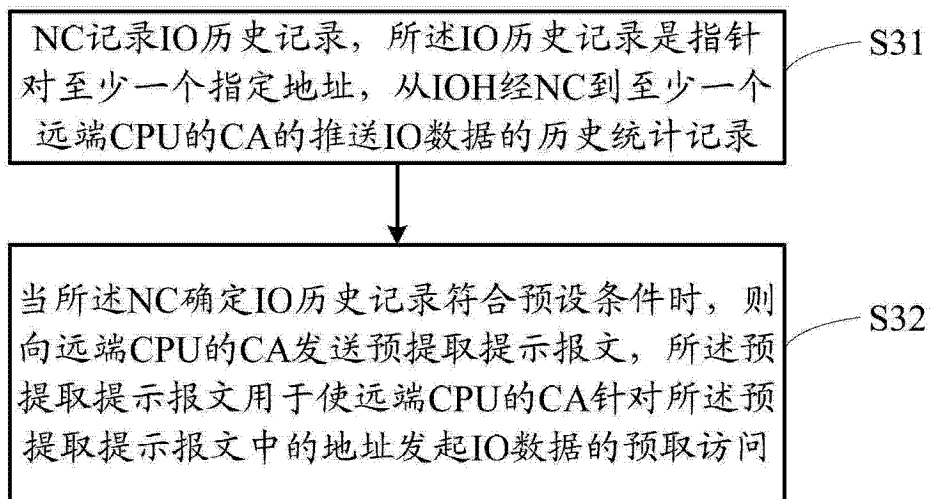 NC记录IO历史记录，所述IO历史记录是指针
对至少一个指定地址，从IOH经NC到至少一个
远端CPU的CA的推送IO数据的历史统计记录
S31
当所述NC确定IO历史记录符合预设条件时，则
向远端CPU的CA发送预提取提示报文，所述预
提取提示报文用于使远端CPU的CA针对所述预
提取提示报文中的地址发起IO数据的预取访问
S32